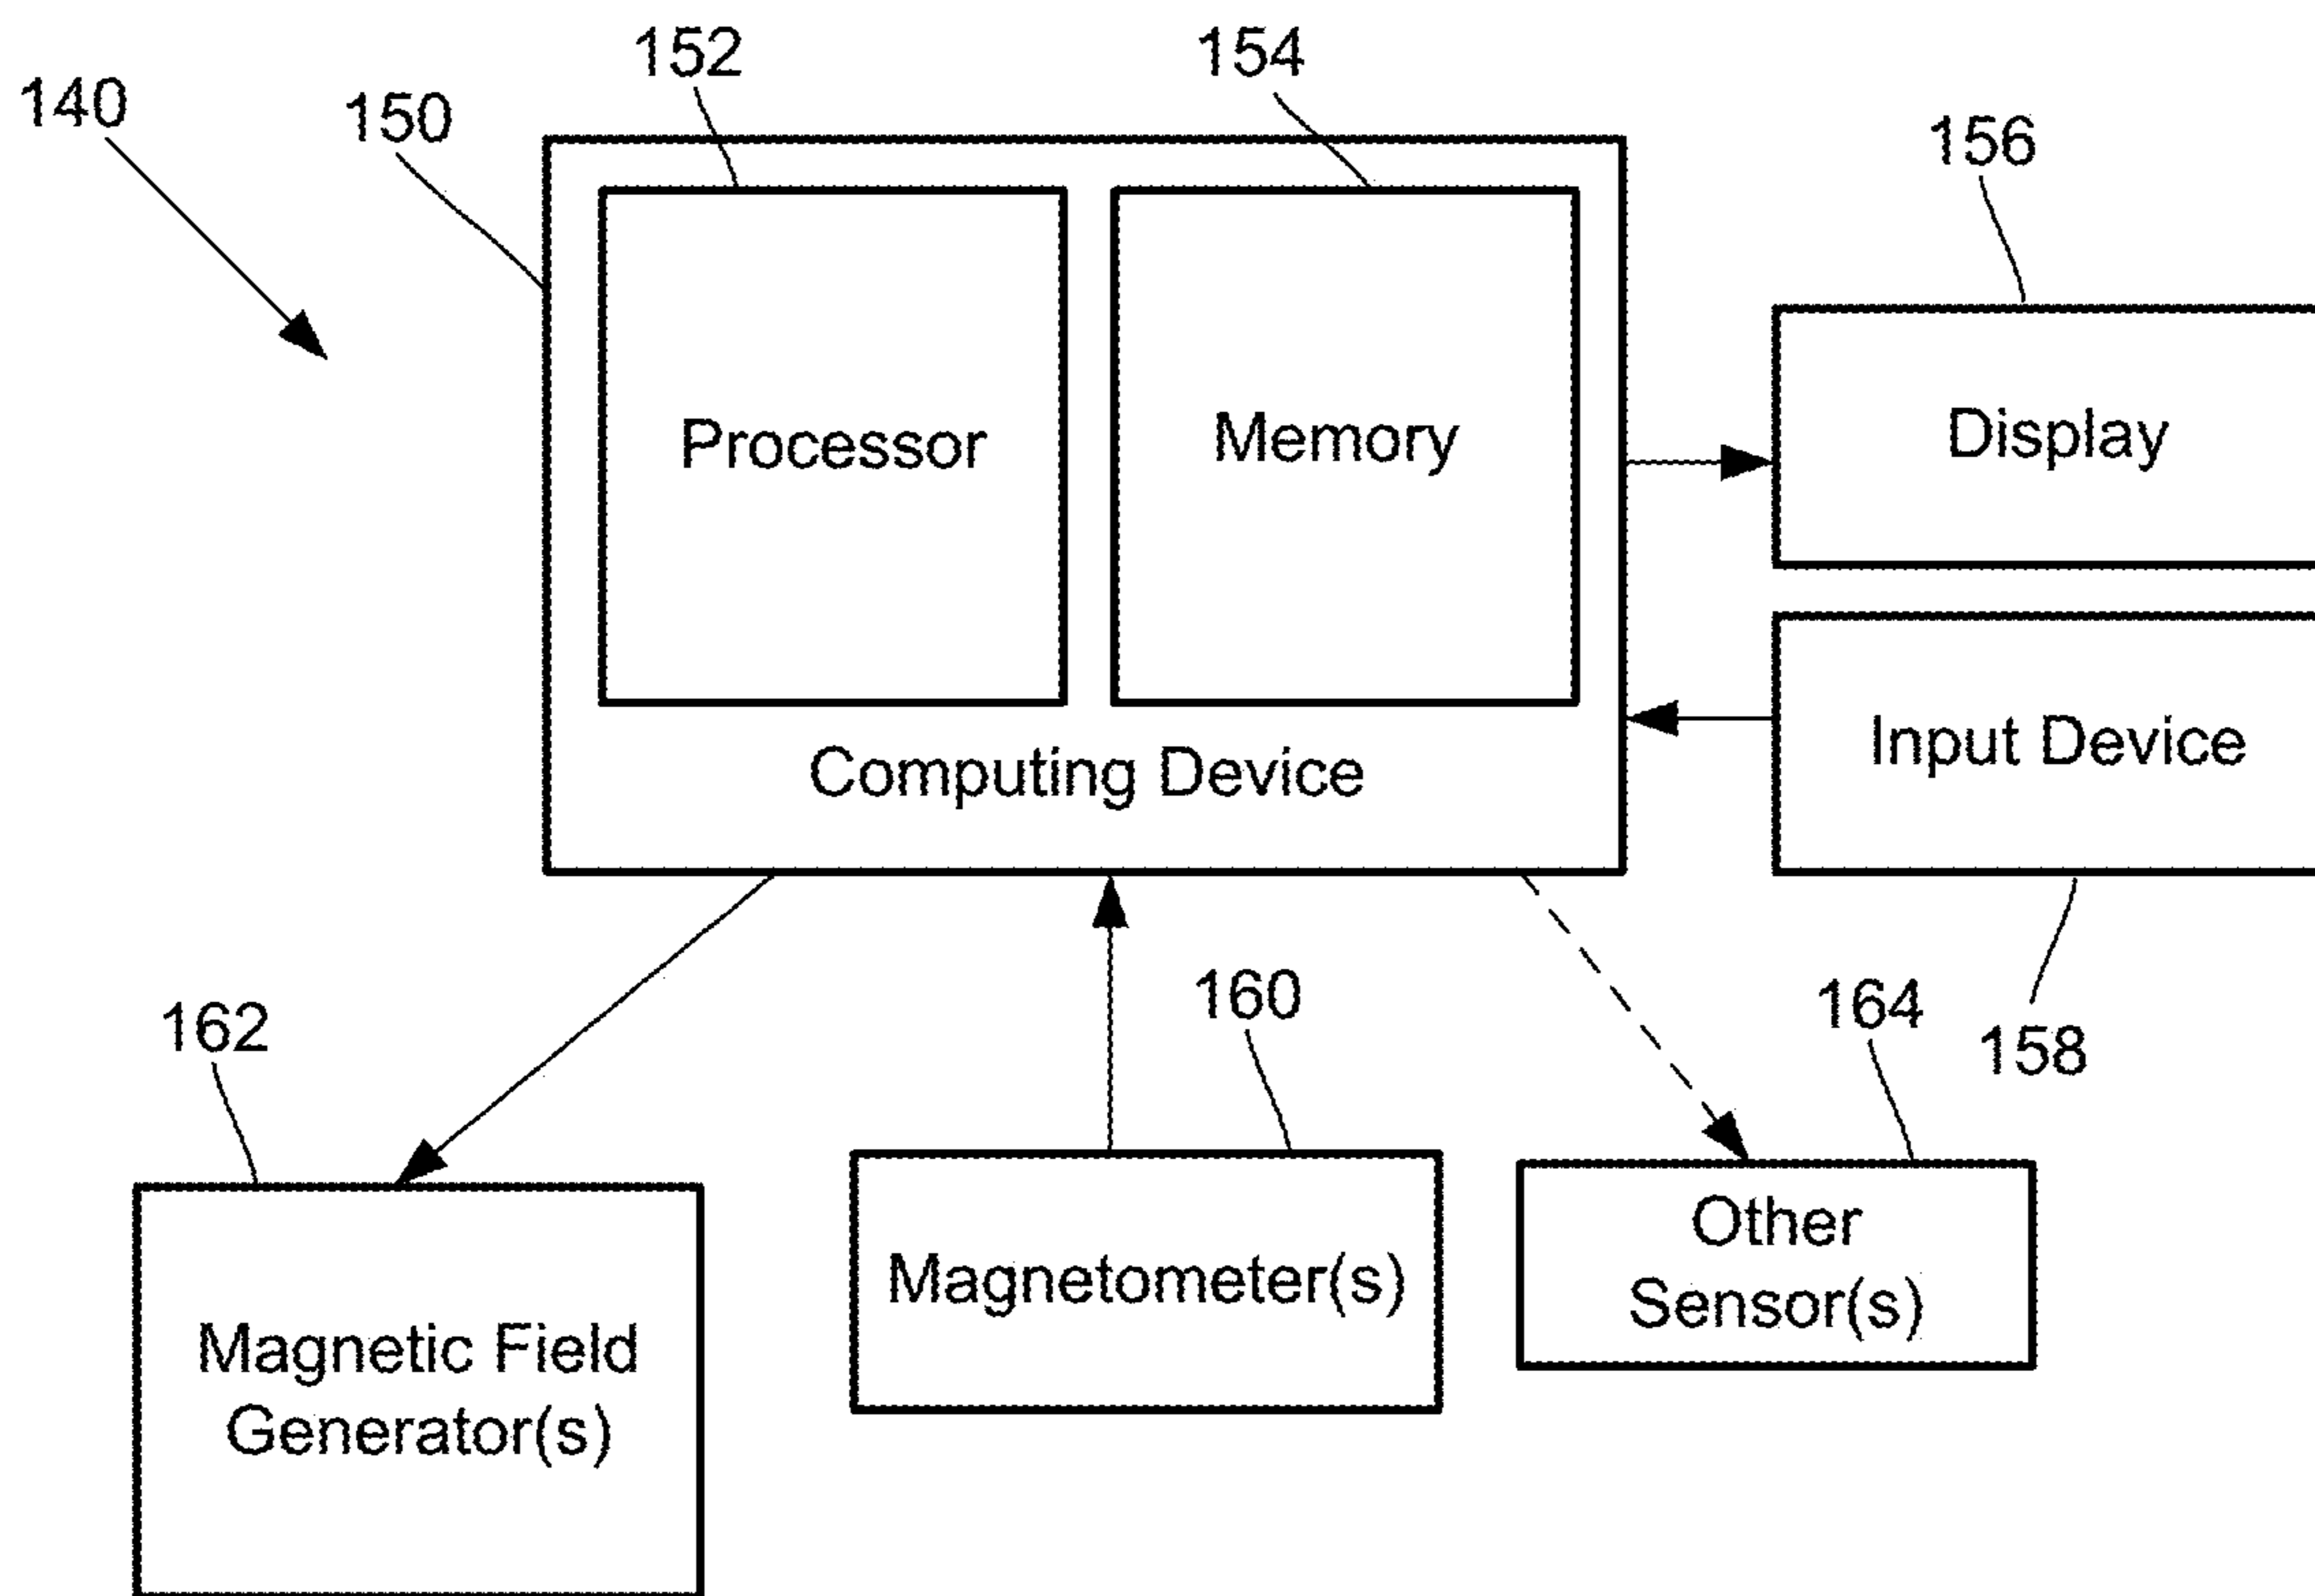 152
154
140
150
156
Processor
Memory
Display
Input Device
Computing Device
162
160
164
158
Magnetic Field
Generator(s)
Magnetometer(s)
Other
Sensor(s)